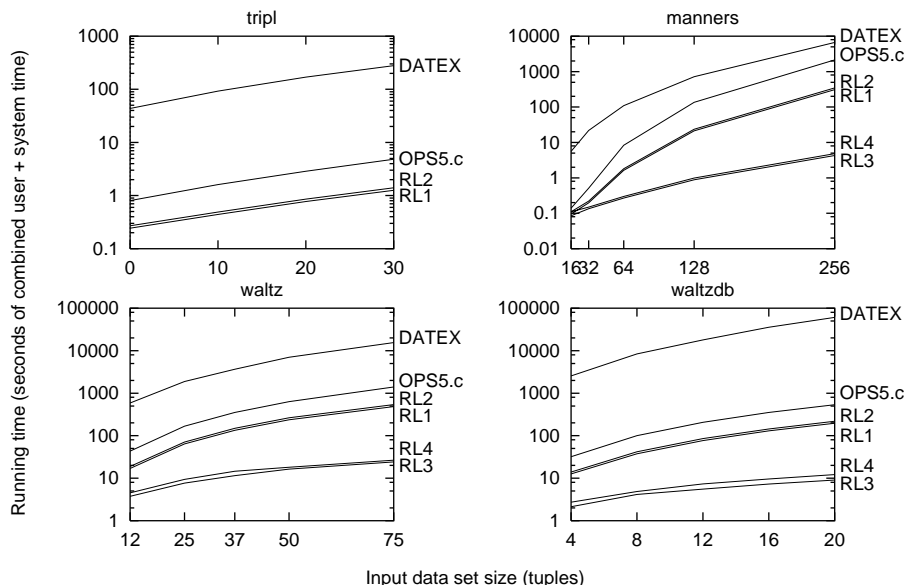 tripl
1000
100
10
1
0.1
0 10 20 30
DATEX
OPS5.c
RL2
RL1
manners
10000
1000
100
10
1
0.1
0.01
16 32 64 128 256
DATEX
OPS5.c
RL2
RL1
RL4
RL3
waltz
100000
10000
1000
100
10
1
12 25 37 50 75
DATEX
OPS5.c
RL2
RL1
RL4
RL3
waltzdb
100000
10000
1000
100
10
1
4 8 12 16 20
DATEX
OPS5.c
RL2
RL1
RL4
RL3
Running time (seconds of combined user + system time)
Input data set size (tuples)